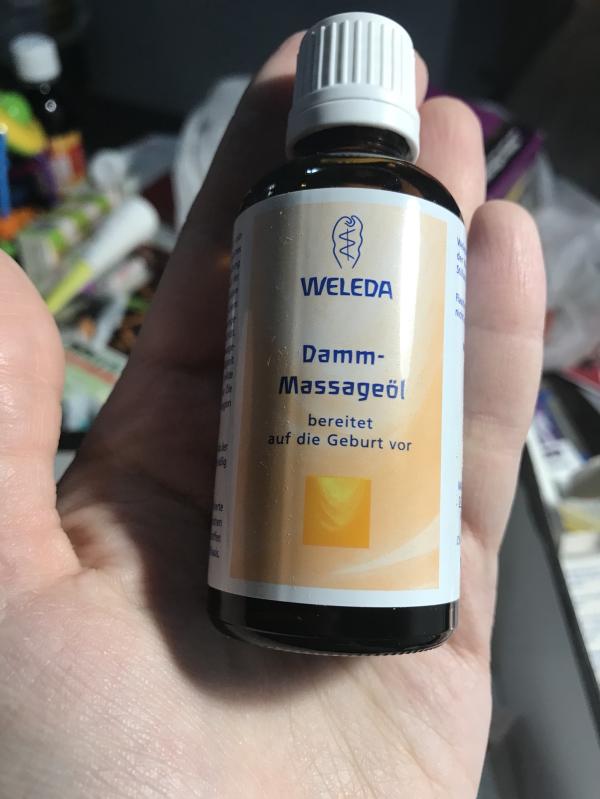 WELEDA
Damm-
Massageöl
bereitet
auf die Geburt vor